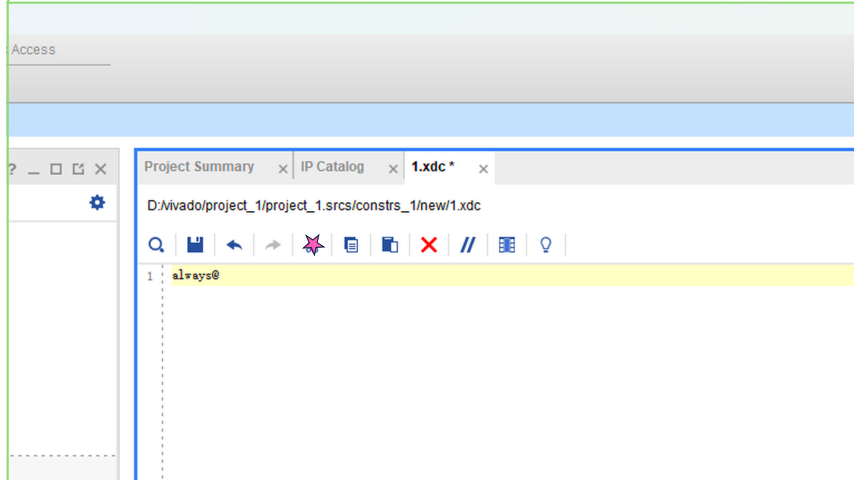 Access
?
Project Summary
IP Catalog
1.xdc *
D:/vivado/project_1/project_1.srcs/constrs_1/new/1.xdc
//
1 always@